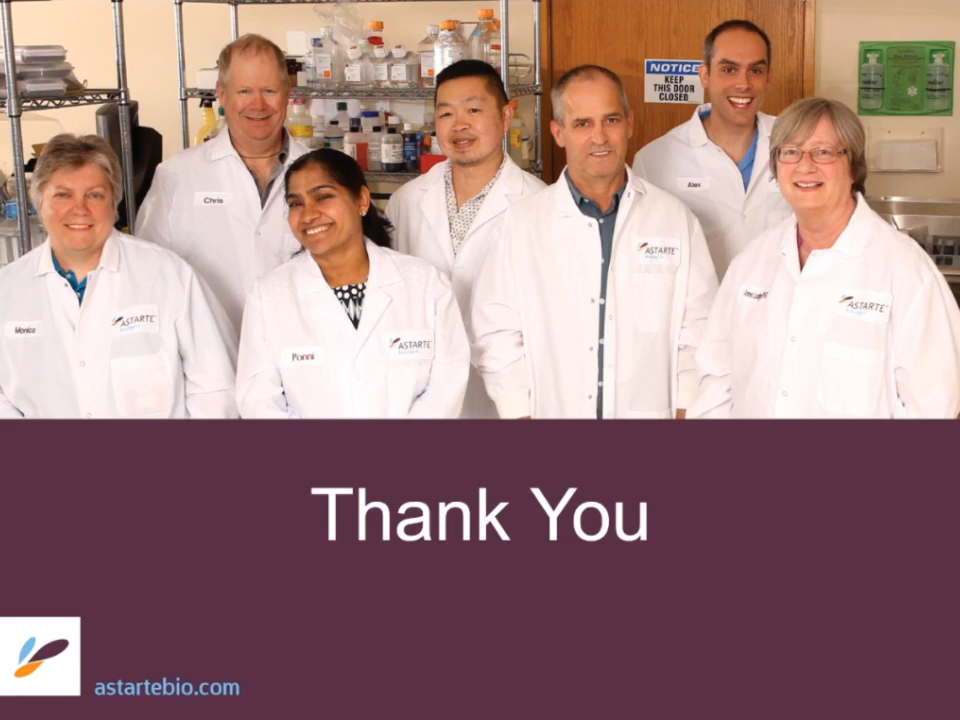 NOTICE
KEEP
THIS DOOR
CLOSED
Chris
Alex
Monica
ASTARTE
Ponni
ASTARTE
ASTARTE
ASTARTE
Thank You
astartebio.com